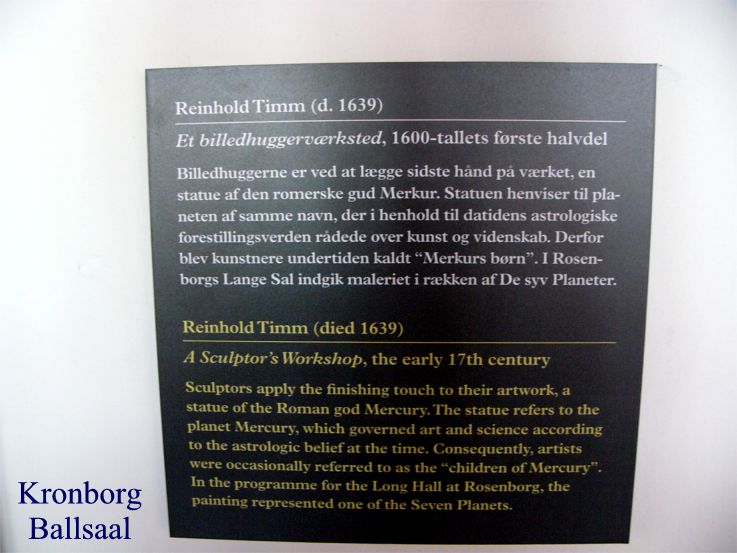 Reinhold Timm (d. 1639)
Et billedhuggerværksted, 1600-tallets første halvdel
Billedhuggerne er ved at lægge sidste hånd på værket, en
statue af den romerske gud Merkur. Statuen henviser til pla-
neten af samme navn, der i henhold til datidens astrologiske
forestillingsverden rådede over kunst og videnskab. Derfor
blev kunstnere undertiden kaldt “Merkurs børn”. I Rosen-
borgs Lange Sal indgik maleriet i rækken af De syv Planeter.
Reinhold Timm (died 1639)
A Sculptor’s Workshop, the early 17th century
Sculptors apply the finishing touch to their artwork, a
statue of the Roman god Mercury. The statue refers to the
planet Mercury, which governed art and science according
to the astrologic belief at the time. Consequently, artists
were occasionally referred to as the “children of Mercury”.
In the programme for the Long Hall at Rosenborg, the
painting represented one of the Seven Planets.
Kronborg
Ballsaal